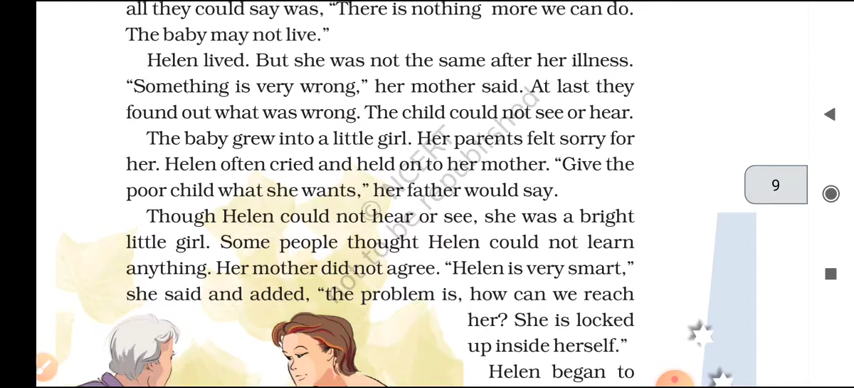 all they could say was, “There is nothing more we can do.
The baby may not live.”
Helen lived. But she was not the same after her illness.
“Something is very wrong,” her mother said. At last they
found out what was wrong. The child could not see or hear.
The baby grew into a little girl. Her parents felt sorry for
her. Helen often cried and held on to her mother. “Give the
poor child what she wants,” her father would say.
Though Helen could not hear or see, she was a bright
little girl. Some people thought Helen could not learn
anything. Her mother did not agree. “Helen is very smart,”
she said and added, “the problem is, how can we reach
her? She is locked
up inside herself.”
Helen began to
9
© NCERT
not to be republished